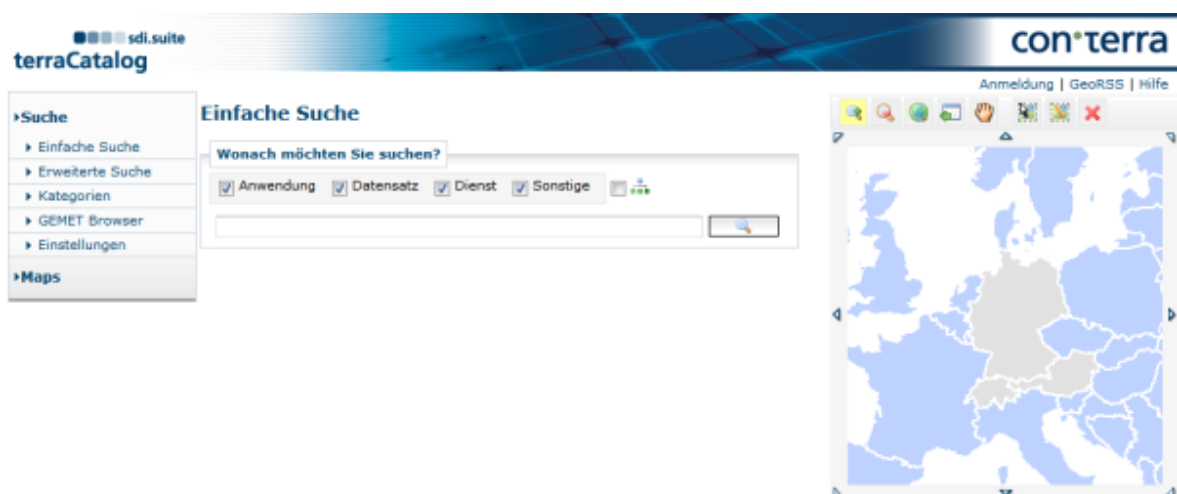 sdi.suite
terraCatalog
con terra
Anmeldung | GeoRSS | Hilfe
Suche
Einfache Suche
Erweiterte Suche
Kategorien
GEMET Browser
Einstellungen
Maps
Einfache Suche
Wonach möchten Sie suchen?
Anwendung Datensatz Dienst Sonstige